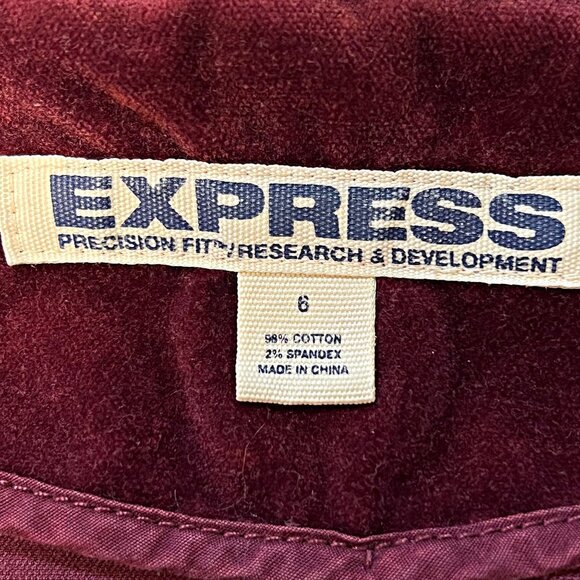 EXPRESS
PRECISION FIT™/RESEARCH & DEVELOPMENT
6
98% COTTON
2% SPANDEX
MADE IN CHINA